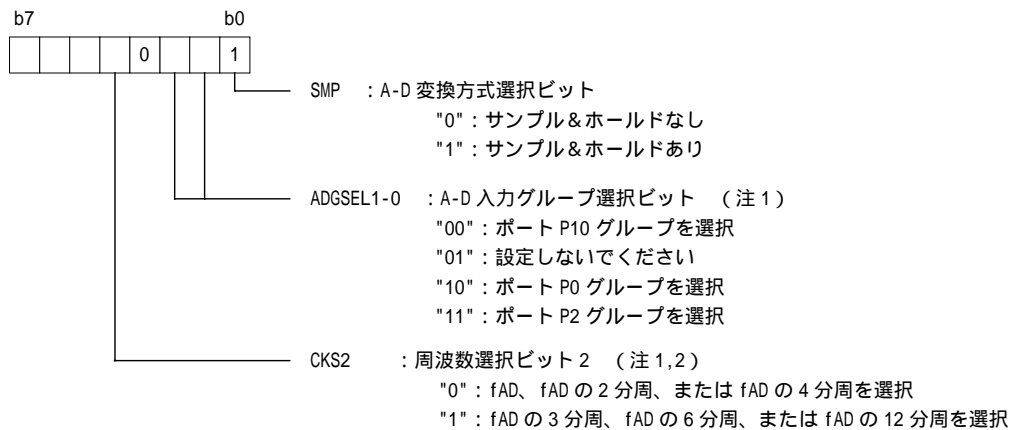 b7 b0
0 1
SMP : A-D 変換方式選択ビット
"0" : サンプル＆ホールドなし
"1" : サンプル＆ホールドあり
ADGSEL1-0 : A-D 入力グループ選択ビット （注1）
"00" : ポート P10 グループを選択
"01" : 設定しないでください
"10" : ポート P0 グループを選択
"11" : ポート P2 グループを選択
CKS2 : 周波数選択ビット2 （注1,2）
"0" : fAD、fAD の2分周、または fAD の4分周を選択
"1" : fAD の3分周、fAD の6分周、または fAD の12分周を選択